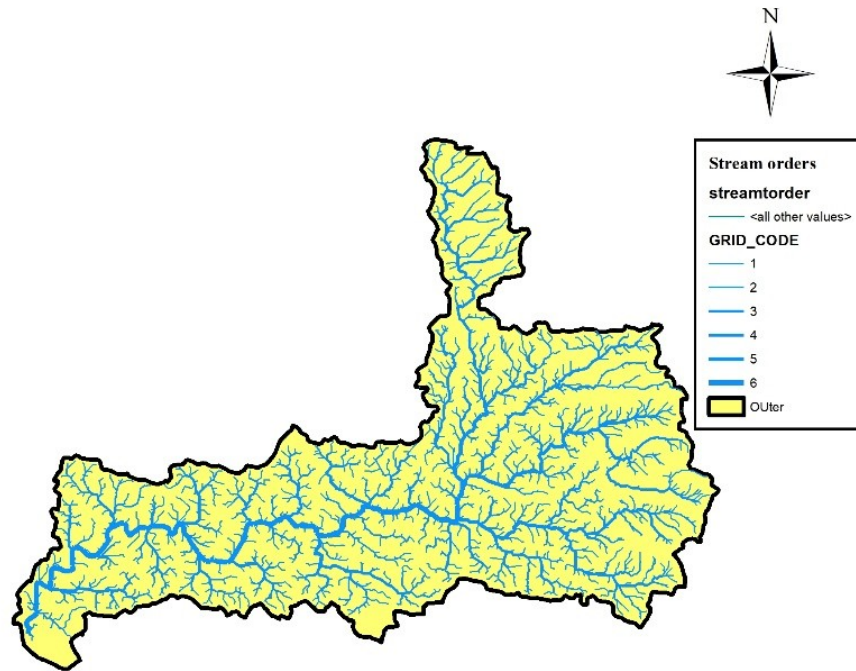 N
Stream orders
streamtorder
<all other values>
GRID_CODE
1
2
3
4
5
6
OUter